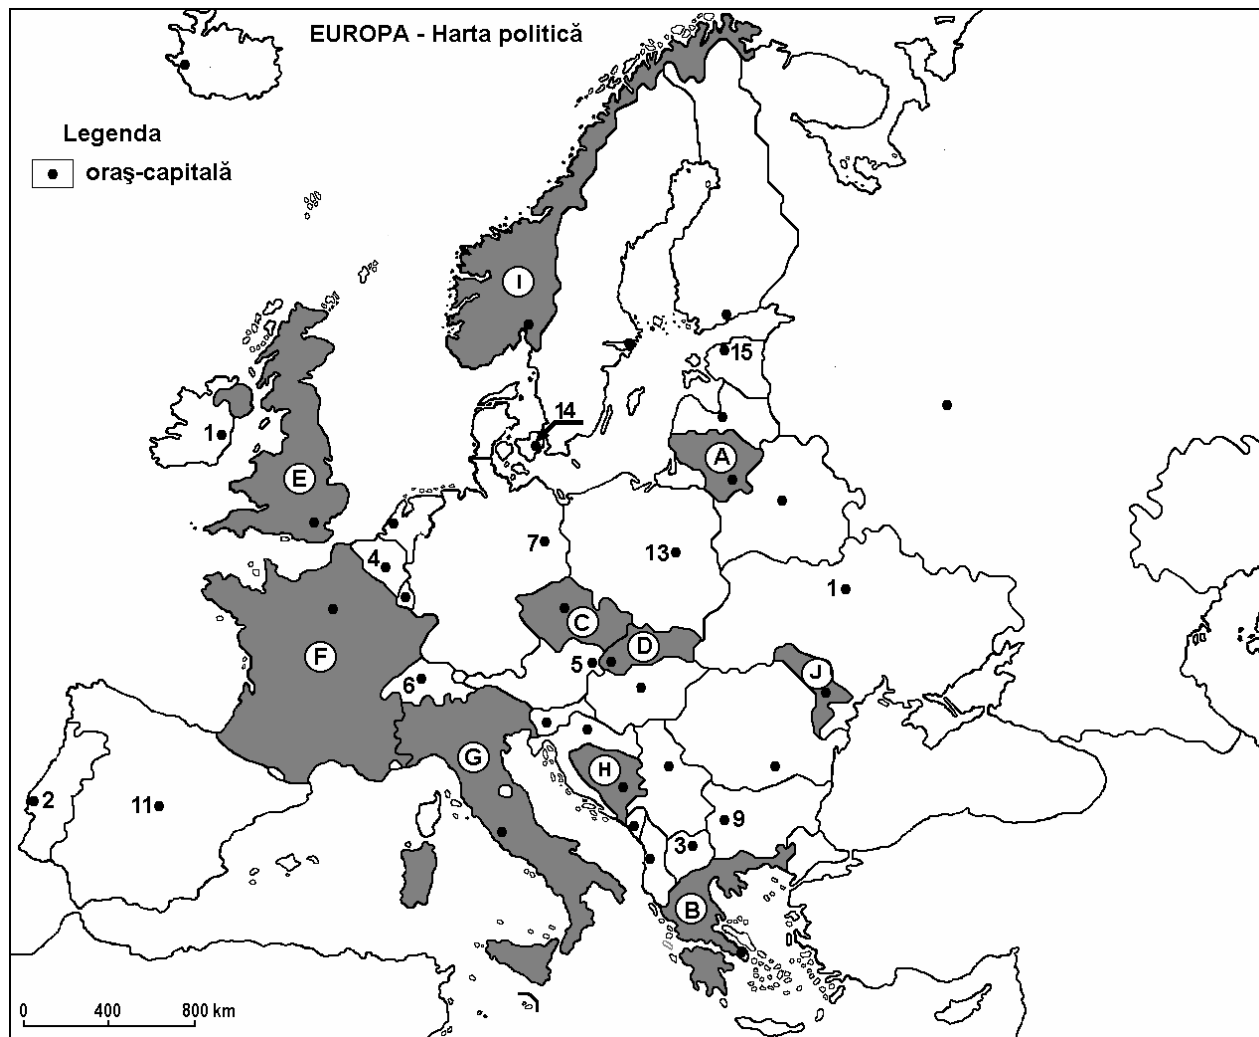 EUROPA - Harta politică
Legenda
oraş-capitală
I
15
14
1
A
E
7
13
4
1
C
D
5
F
J
6
G
H
2
11
9
3
B
0 400 800 km